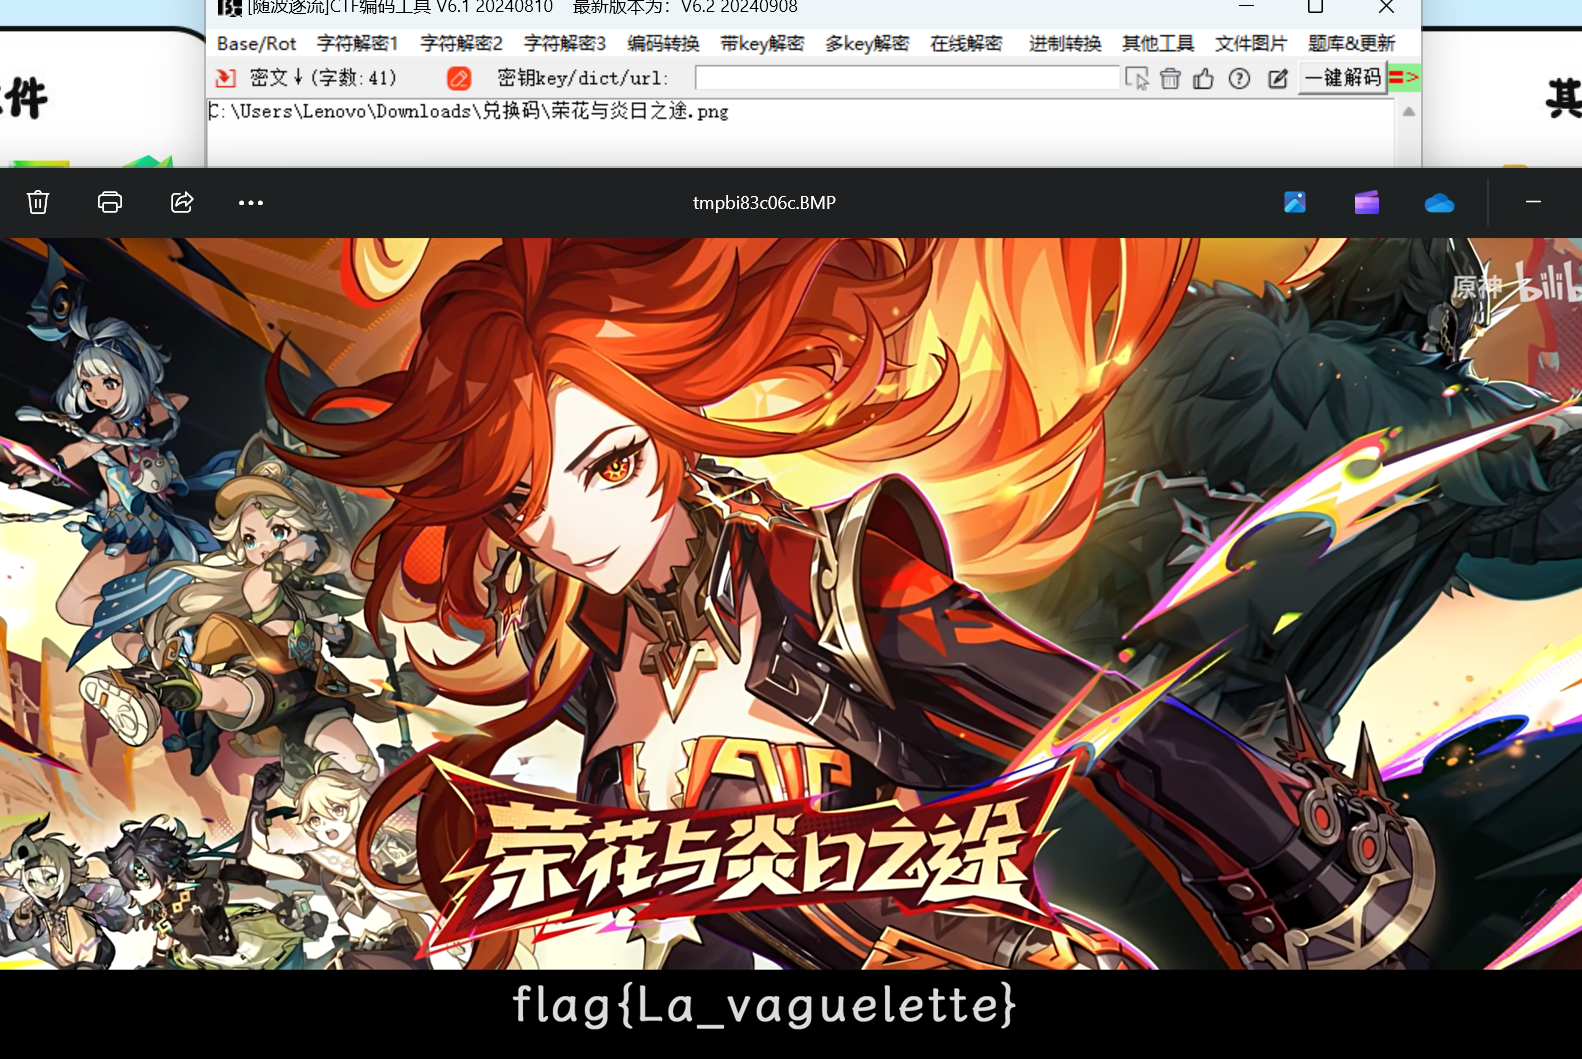 [随波逐流]CTF编码工具 V6.1 20240810 最新版本为: V6.2 20240908
Base/Rot 字符解密1 字符解密2 字符解密3 编码转换 带key解密 多key解密 在线解密 进制转换 其他工具 文件图片 题库&更新
密文↓(字数:41) 密钥key/dict/url: 一键解码 =>
件
其
C:\Users\Lenovo\Downloads\兑换码\荣花与炎日之途.png
tmpbi83c06c.BMP
原神
荣花与炎日之途
flag{La_vaguelette}